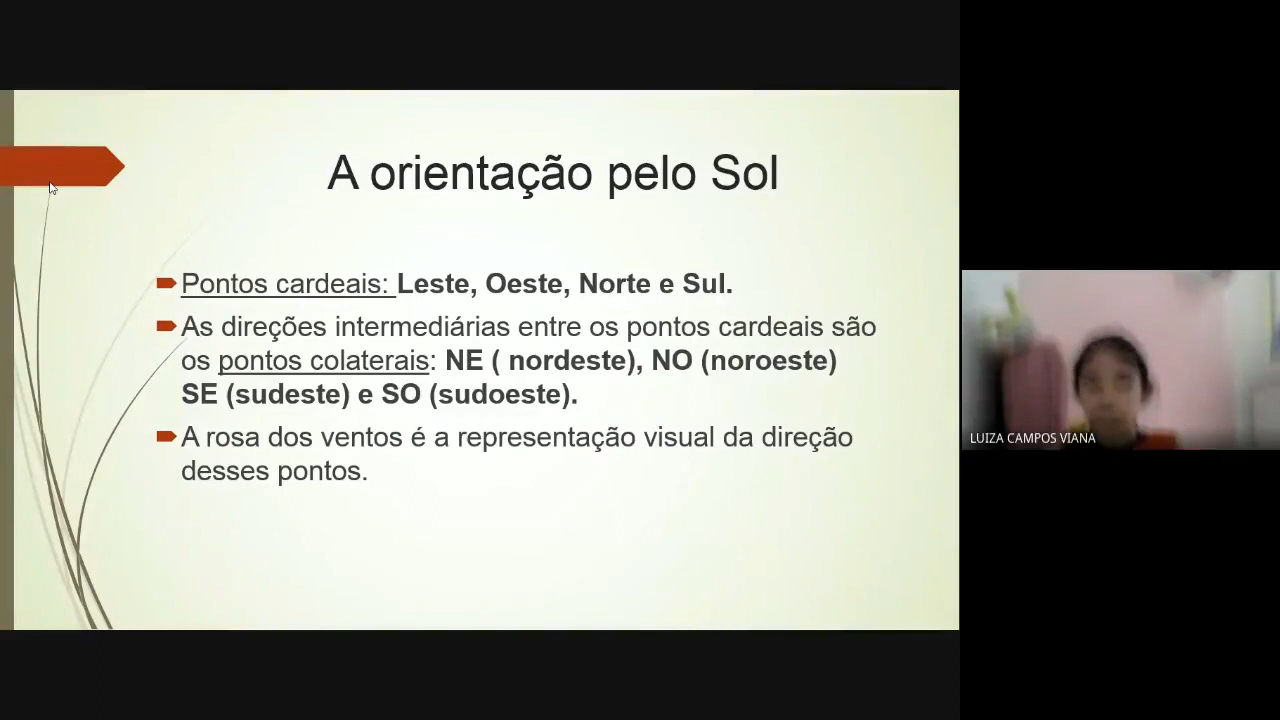 A orientação pelo Sol
Pontos cardeais: Leste, Oeste, Norte e Sul.
As direções intermediárias entre os pontos cardeais são
os pontos colaterais: NE ( nordeste), NO (noroeste)
SE (sudeste) e SO (sudoeste).
A rosa dos ventos é a representação visual da direção
desses pontos.
LUIZA CAMPOS VIANA